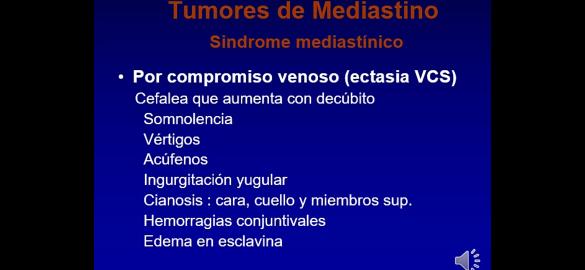 Tumores de Mediastino
Sindrome mediastínico
• Por compromiso venoso (ectasia VCS)
Cefalea que aumenta con decúbito
Somnolencia
Vértigos
Acúfenos
Ingurgitación yugular
Cianosis : cara, cuello y miembros sup.
Hemorragias conjuntivales
Edema en esclavina